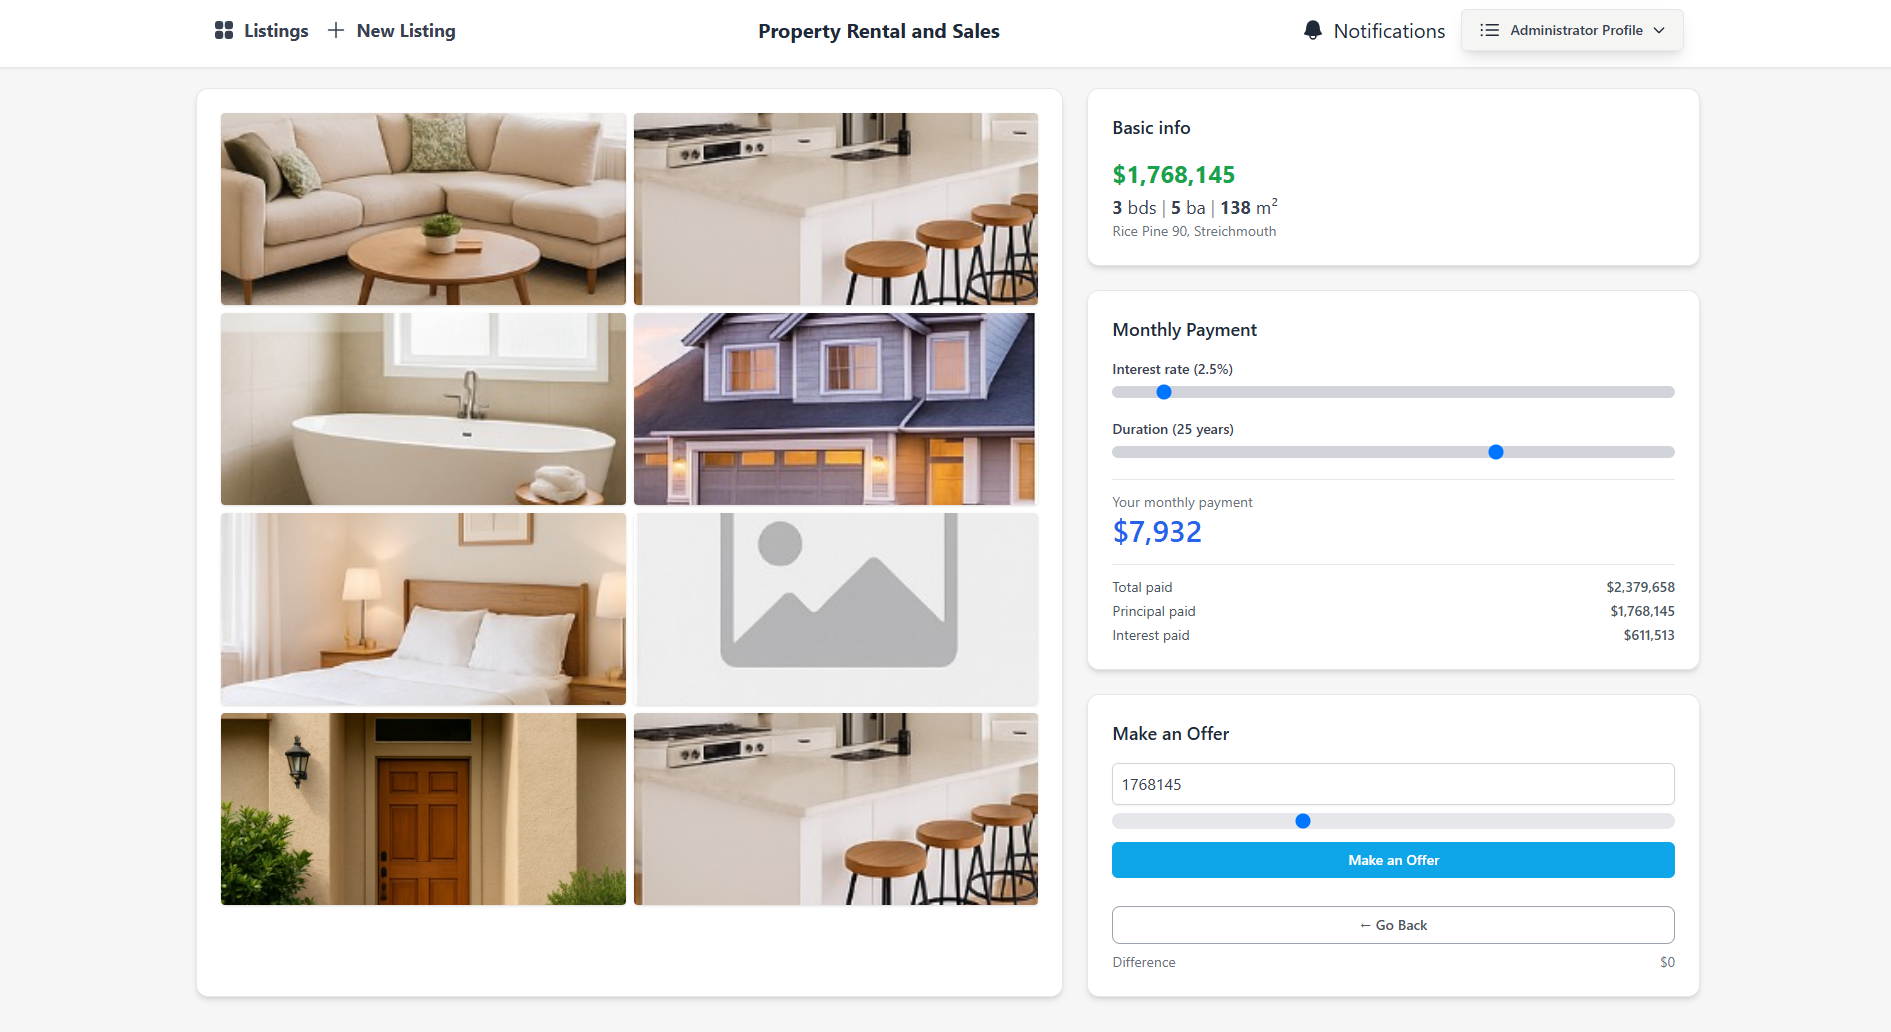 Listings
New Listing
Property Rental and Sales
Notifications
Administrator Profile
Basic info
$1,768,145
3 bds | 5 ba | 138 m²
Rice Pine 90, Streichmouth
Monthly Payment
Interest rate (2.5%)
Duration (25 years)
Your monthly payment
$7,932
Total paid $2,379,658
Principal paid $1,768,145
Interest paid $611,513
Make an Offer
1768145
Make an Offer
← Go Back
Difference $0